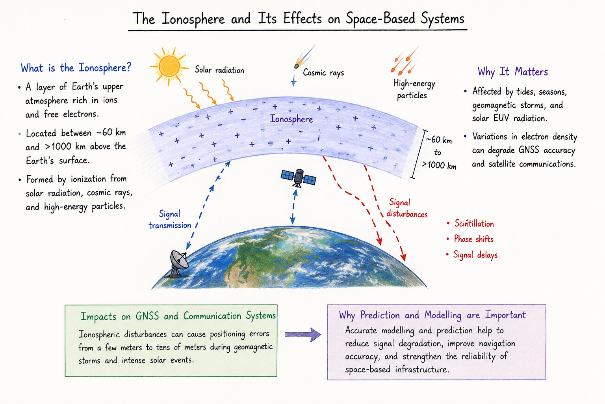 The Ionosphere and Its Effects on Space-Based Systems
What is the Ionosphere?
• A layer of Earth's upper
atmosphere rich in ions
and free electrons.
- Located between ~60 km
and >1000 km above the
Earth's surface.
• Formed by ionization from
solar radiation, cosmic rays,
and high-energy particles.
Solar radiation
Cosmic rays
High-energy
particles
Ionosphere
~60 km
to
>1000 km
Signal
transmission
Signal
disturbances
Why It Matters
• Affected by tides, seasons,
geomagnetic storms, and
solar EUV radiation.
• Variations in electron density
can degrade GNSS accuracy
and satellite communications.
• Scintillation
• Phase shifts
• Signal delays
Impacts on GNSS and Communication Systems
Ionospheric disturbances can cause positioning errors
from a few meters to tens of meters during geomagnetic
storms and intense solar events.
Why Prediction and Modelling are Important
Accurate modelling and prediction help to
reduce signal degradation, improve navigation
accuracy, and strengthen the reliability of
space-based infrastructure.